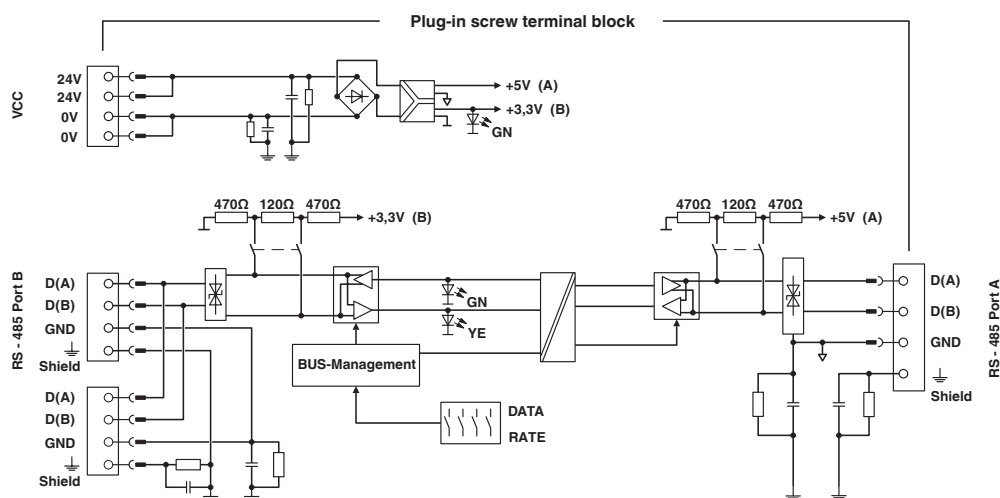 Plug-in screw terminal block
VCC
24V
24V
0V
0V
+5V (A)
+3,3V (B)
GN
470Ω 120Ω 470Ω
+3,3V (B)
470Ω 120Ω 470Ω
+5V (A)
RS - 485 Port B
D(A)
D(B)
GND
Shield
D(A)
D(B)
GND
Shield
GN
YE
BUS-Management
DATA
RATE
D(A)
D(B)
GND
Shield
RS - 485 Port A